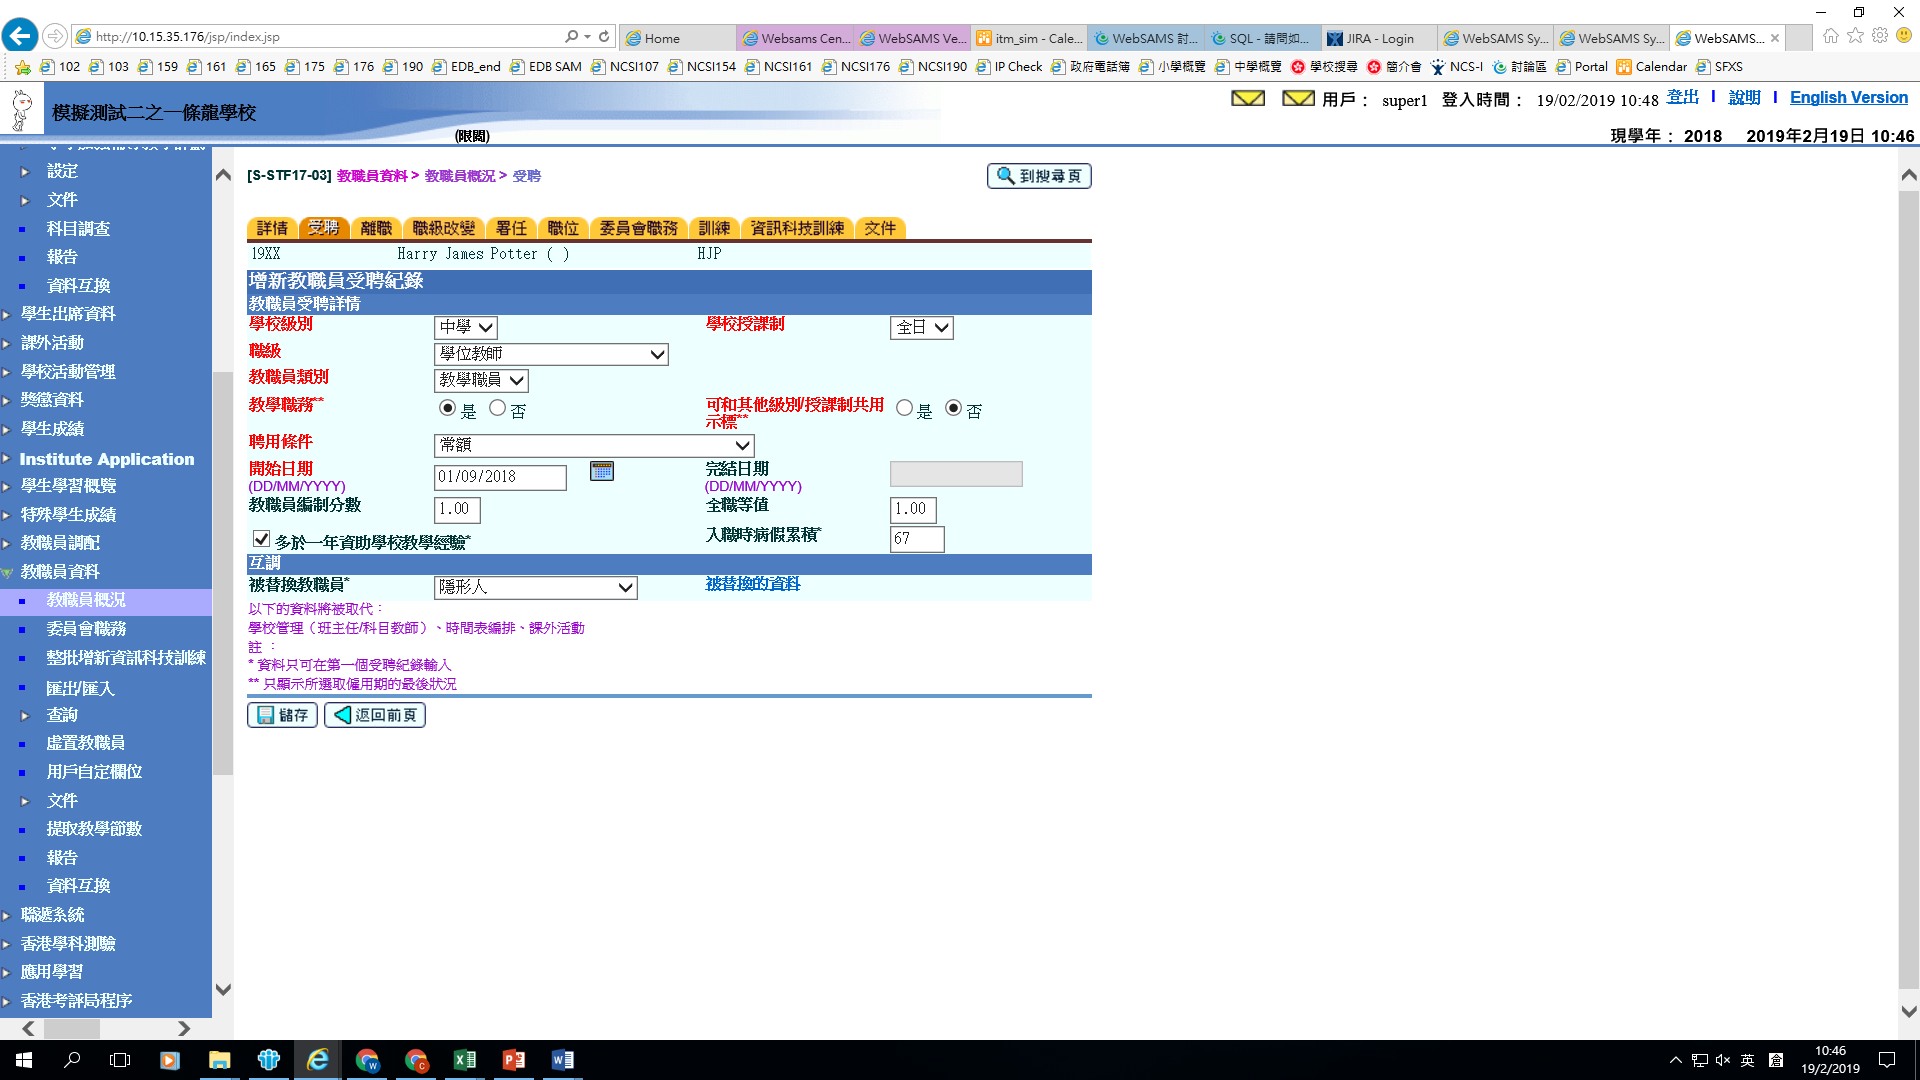 http://10.15.35.176/jsp/index.jsp
Home
Websams Cen...
WebSAMS Ve...
itm_sim - Cale...
WebSAMS 討...
SQL - 請問如...
JIRA - Login
WebSAMS Sy...
WebSAMS Sy...
WebSAMS...
102 103 159 161 165 175 176 190 EDB_end EDB SAM NCSI107 NCSI154 NCSI161 NCSI176 NCSI190 IP Check 政府電話簿 小學概覽 中學概覽 學校搜尋 簡介會 NCS-I 討論區 Portal Calendar SFXS
模擬測試二之一條龍學校
(限閱)
用戶： super1 登入時間： 19/02/2019 10:48 登出 | 說明 | English Version
現學年： 2018 2019年2月19日 10:46
設定
文件
科目調查
報告
資料互換
學生出席資料
課外活動
學校活動管理
獎懲資料
學生成績
Institute Application
學生學習概覽
特殊學生成績
教職員調配
教職員資料
教職員概況
委員會職務
整批增新資訊科技訓練
匯出/匯入
查詢
虛置教職員
用戶自定欄位
文件
提取教學節數
報告
資料互換
聯遞系統
香港學科測驗
應用學習
香港考評局程序
[S-STF17-03] 教職員資料 > 教職員概況 > 受聘
到搜尋頁
詳情 受聘 離職 職級改變 署任 職位 委員會職務 訓練 資訊科技訓練 文件
19XX Harry James Potter ( ) HJP
增新教職員受聘紀錄
教職員受聘詳情
學校級別 中學 學校授課制 全日
職級 學位教師
教職員類別 教學職員
教學職務** 是 否 可和其他級別/授課制共用 是 否
示標**
聘用條件 常額
開始日期 01/09/2018 完結日期
(DD/MM/YYYY) (DD/MM/YYYY)
教職員編制分數 1.00 全職等值 1.00
多於一年資助學校教學經驗* 入職時病假累積* 67
互調
被替換教職員* 隱形人 被替換的資料
以下的資料將被取代：
學校管理（班主任/科目教師）、時間表編排、課外活動
註 ：
* 資料只可在第一個受聘紀錄輸入
** 只顯示所選取僱用期的最後狀況
儲存 返回前頁
英
倉
10:46
19/2/2019